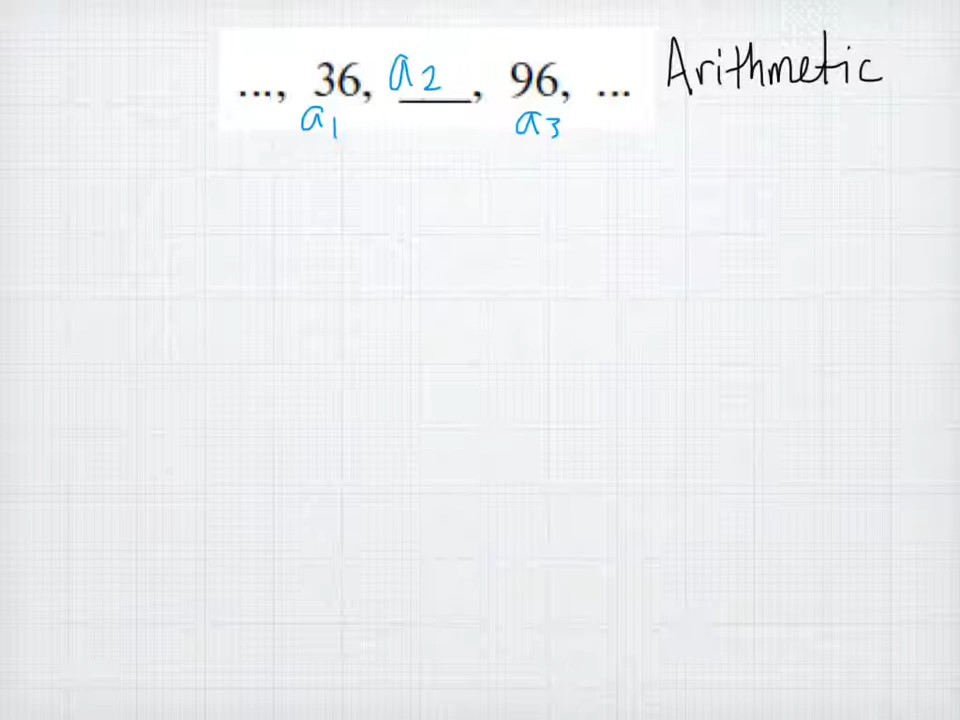 ..., 36, a2 ___, 96, ... Arithmetic
a1 a3